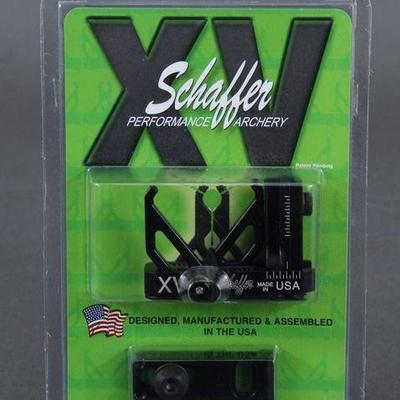 XV
Schaffer
PERFORMANCE ARCHERY
Patent Pending
XV Schaffer MADE IN USA
DESIGNED, MANUFACTURED & ASSEMBLED
IN THE USA